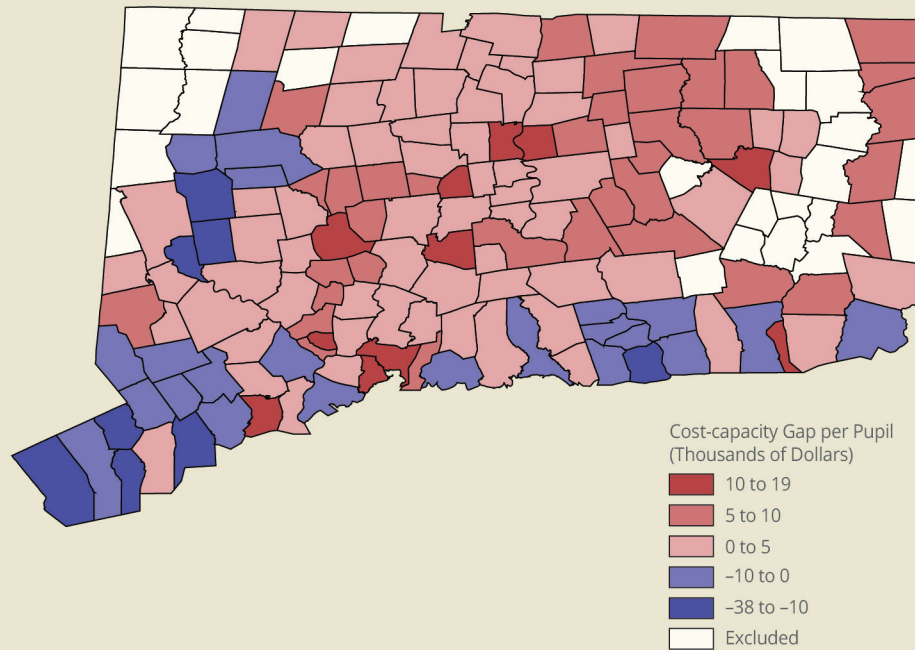 Cost-capacity Gap per Pupil
(Thousands of Dollars)
10 to 19
5 to 10
0 to 5
–10 to 0
–38 to –10
Excluded